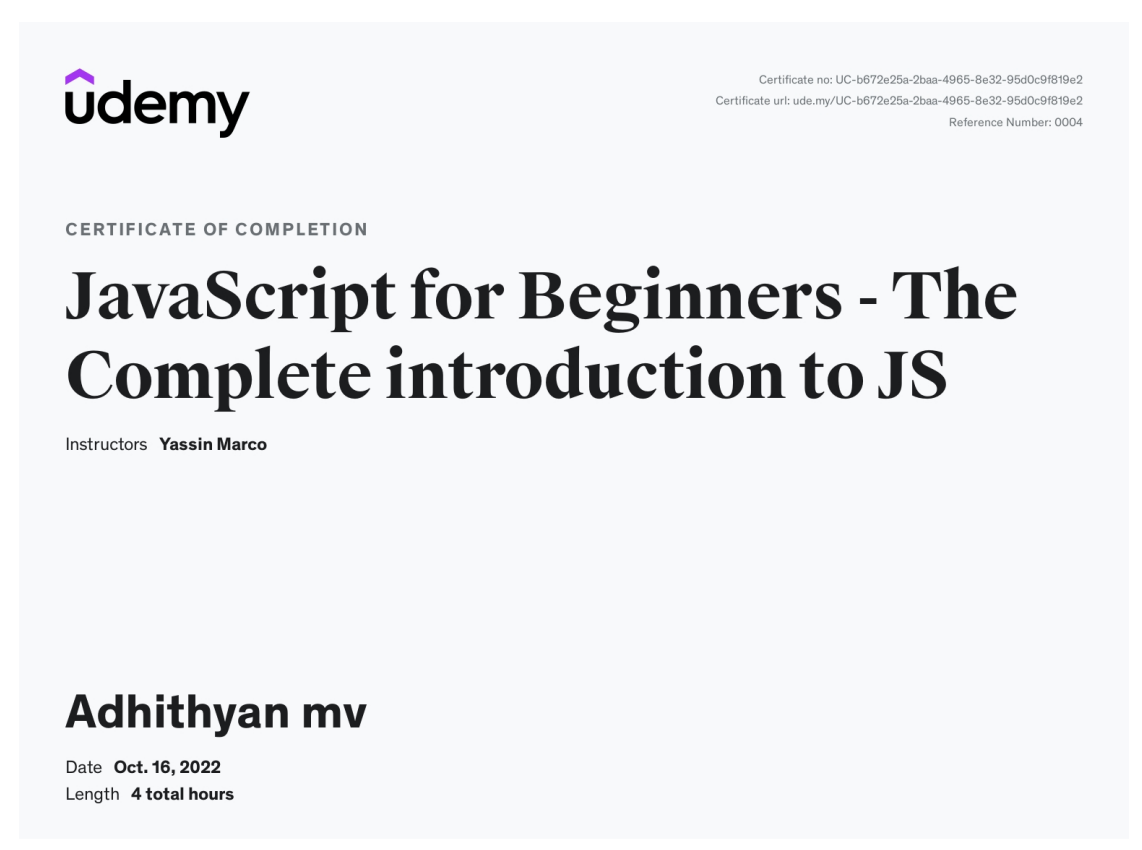 udemy
Certificate no: UC-b672e25a-2baa-4965-8e32-95d0c9f819e2
Certificate url: ude.my/UC-b672e25a-2baa-4965-8e32-95d0c9f819e2
Reference Number: 0004
CERTIFICATE OF COMPLETION
JavaScript for Beginners - The
Complete introduction to JS
Instructors Yassin Marco
Adhithyan mv
Date Oct. 16, 2022
Length 4 total hours